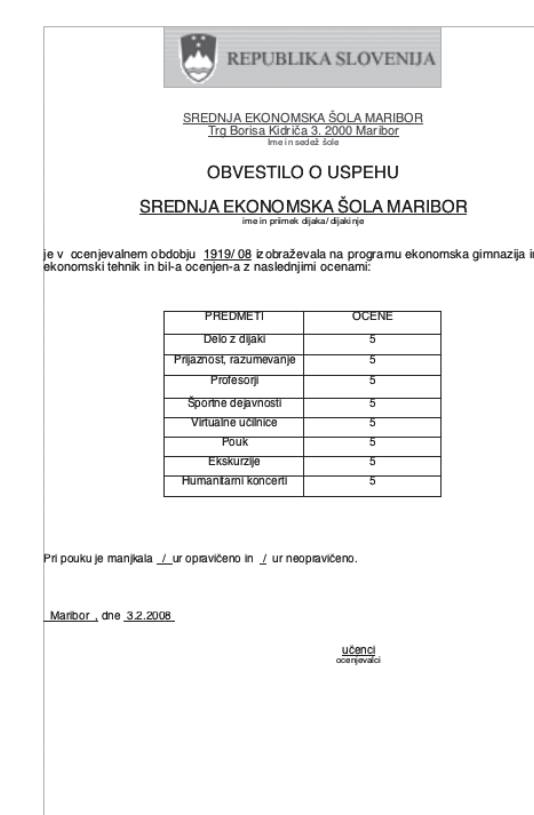 REPUBLIKA SLOVENIJA
SREDNJA EKONOMSKA ŠOLA MARIBOR
Trg Borisa Kidriča 3. 2000 Maribor
Ime in sedež šole
OBVESTILO O USPEHU
SREDNJA EKONOMSKA ŠOLA MARIBOR
ime in priimek dijaka/ dijakinje
je v ocenjevalnem obdobju 1919/ 08 izobraževala na programu ekonomska gimnazija in
ekonomski tehnik in bil-a ocenjen-a z naslednjimi ocenami:
PREDMETI OCENE
Delo z dijaki 5
Prijaznost, razumevanje 5
Profesorji 5
Športne dejavnosti 5
Virtualne učilnice 5
Pouk 5
Ekskurzije 5
Humanitarni koncerti 5
Pri pouku je manjkala / ur opravičeno in / ur neopravičeno.
Maribor , dne 3.2.2008
učenci
ocenjevalci